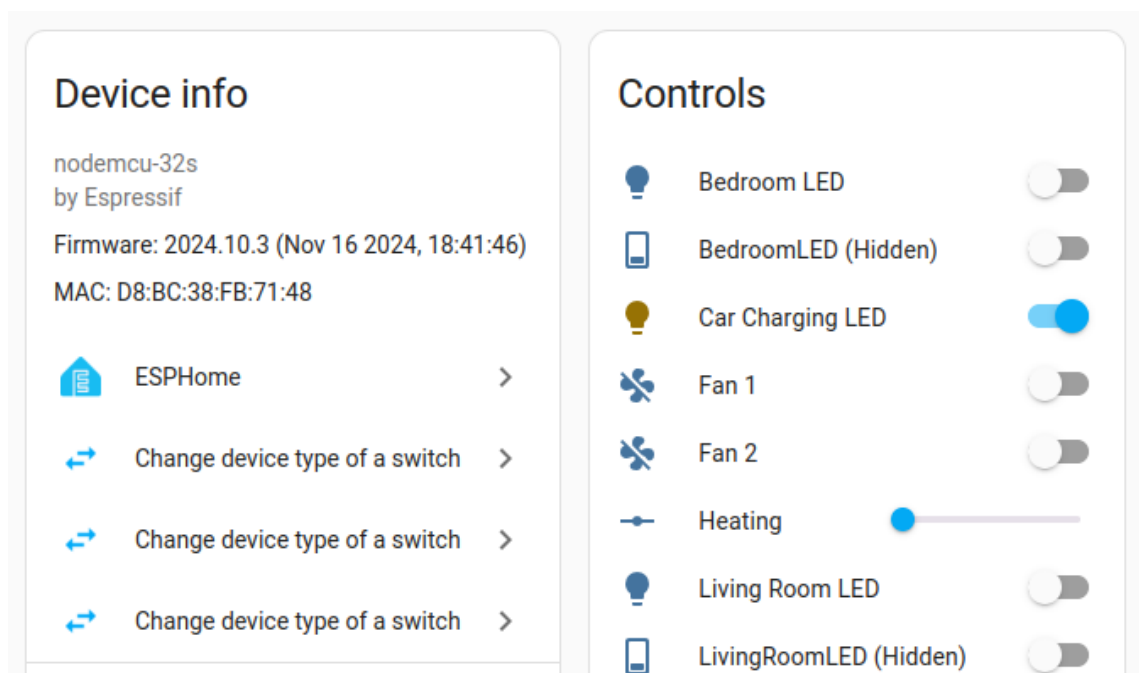 Device info
nodemcu-32s
by Espressif
Firmware: 2024.10.3 (Nov 16 2024, 18:41:46)
MAC: D8:BC:38:FB:71:48
ESPHome
Change device type of a switch
Change device type of a switch
Change device type of a switch
Controls
Bedroom LED
BedroomLED (Hidden)
Car Charging LED
Fan 1
Fan 2
Heating
Living Room LED
LivingRoomLED (Hidden)